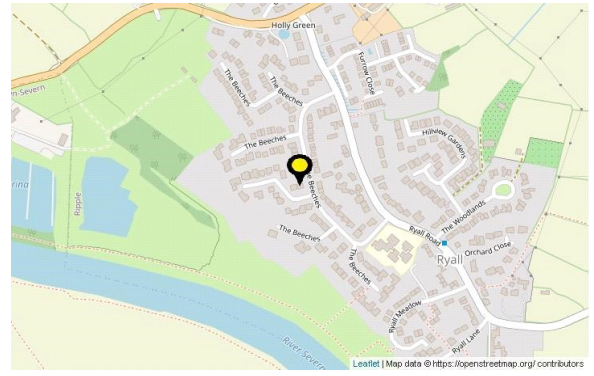 Holly Green
The Beeches
The Beeches
Furrow Close
n-Severn
Hillview Gardens
The Beeches
The Beeches
rina
Ripple
The Woodlands
Ryall Road
The Beeches
Orchard Close
Ryall
The Beeches
Ryall Meadow
River Severn
Ryall Lane
Leaflet | Map data © https://openstreetmap.org/ contributors